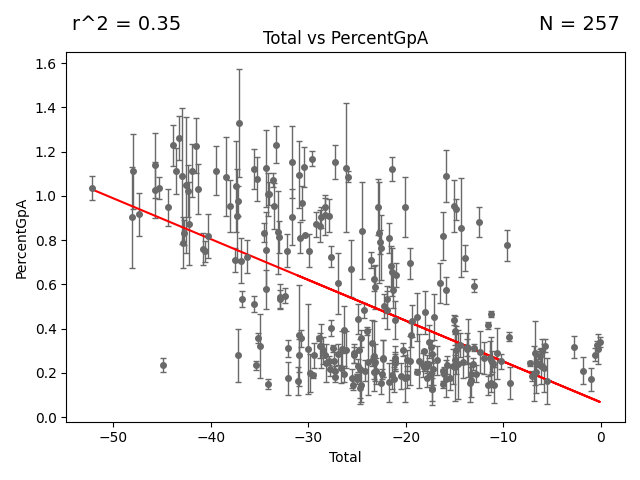 r^2 = 0.35 N = 257
Total vs PercentGpA
1.6
1.4
1.2
1.0
0.8
0.6
0.4
0.2
0.0
PercentGpA
−50 −40 −30 −20 −10 0
Total